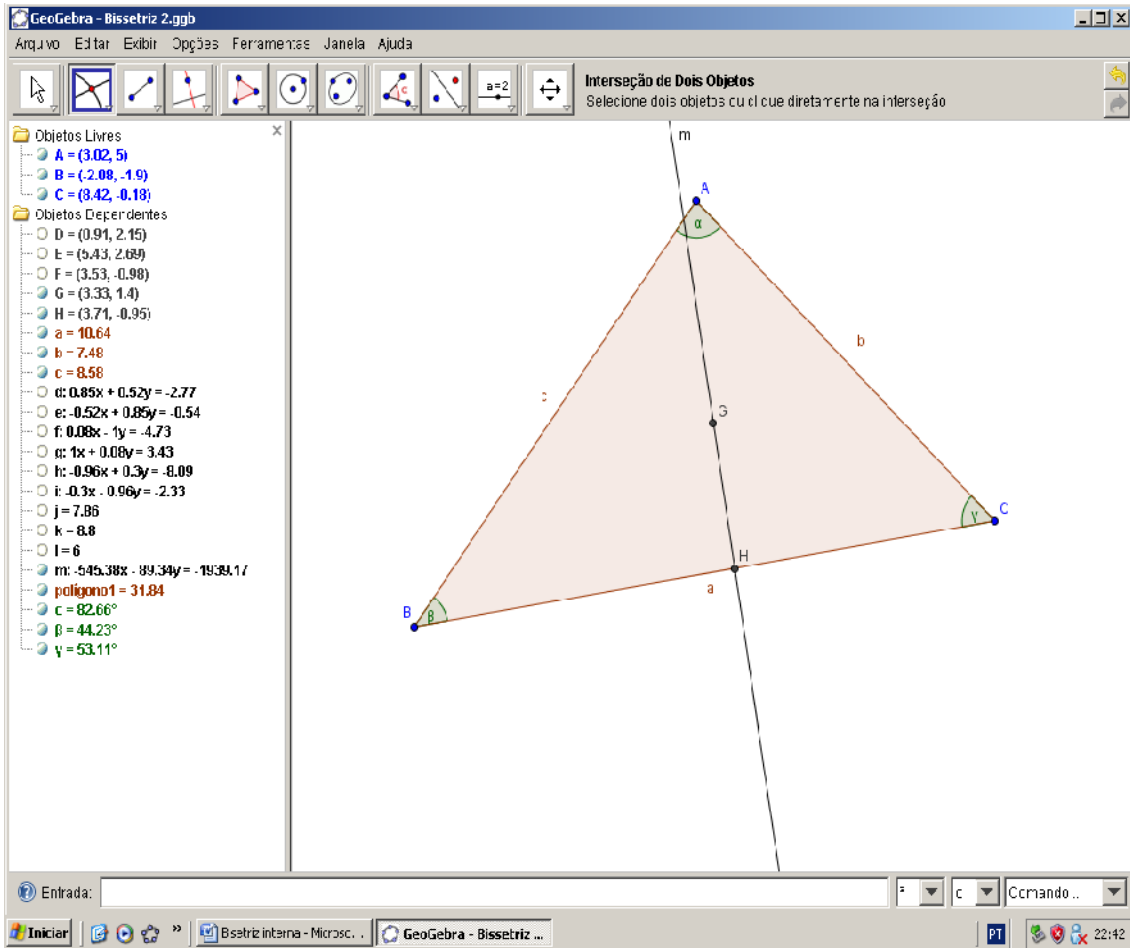 GeoGebra - Bissetriz 2.ggb
Arquivo Editar Exibir Opções Ferramentas Janela Ajuda
a=2
Interseção de Dois Objetos
Selecione dois objetos ou clique diretamente na interseção
Objetos Livres
A = (3.02, 5)
B = (-2.08, -1.9)
C = (8.42, -0.18)
Objetos Dependentes
D = (0.91, 2.15)
E = (5.43, 2.69)
F = (3.53, -0.98)
G = (3.33, 1.4)
H = (3.71, -0.95)
a = 10.64
b = 7.48
c = 8.58
d: 0.85x + 0.52y = -2.77
e: -0.52x + 0.85y = -0.54
f: 0.08x - 1y = -4.73
g: 1x + 0.08y = 3.43
h: -0.96x + 0.3y = -8.09
i: -0.3x - 0.96y = -2.33
j = 7.86
k = 8.8
l = 6
m: -545.38x - 89.34y = -1939.17
polígono1 = 31.84
= 82.66°
β = 44.23°
γ = 53.11°
m
A
α
b
c
G
C
γ
H
a
B
β
Entrada:
Comando ..
Iniciar
»
Bsetriz interna - Microsc. ..
GeoGebra - Bissetriz ...
PT
22:42